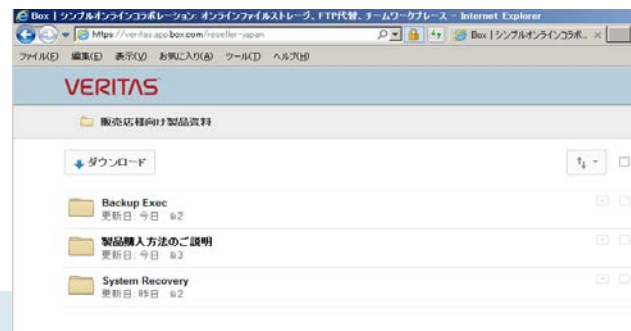 Box | シンプルオンラインコラボレーション: オンラインファイルストレージ、FTP代替、チームワークプレース - Internet Explorer
https://veritas.app.box.com/reseller-japan
Box | シンプルオンラインコラボ...
ファイル(F) 編集(E) 表示(V) お気に入り(A) ツール(T) ヘルプ(H)
VERITAS
販売店様向け製品資料
ダウンロード
Backup Exec
更新日: 今日 2
製品購入方法のご説明
更新日: 今日 3
System Recovery
更新日: 昨日 2